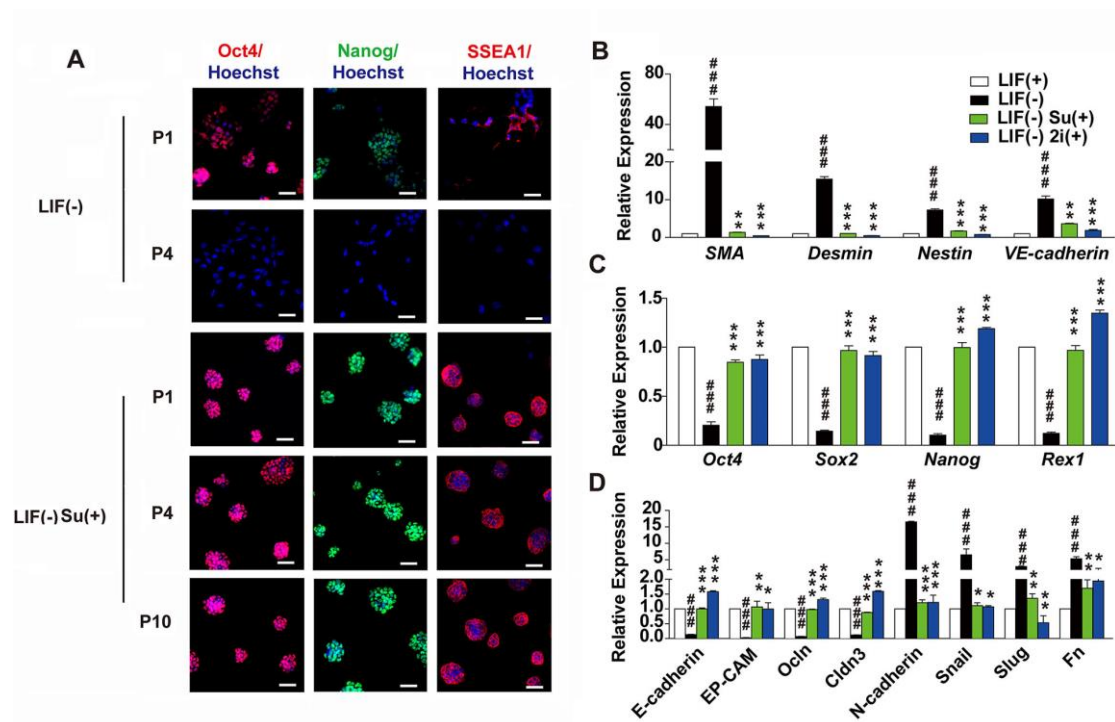 A
Oct4/ Nanog/ SSEA1/
Hoechst Hoechst Hoechst
P1
LIF(-)
P4
P1
LIF(-)Su(+)
P4
P10
B
Relative Expression
80
40
20
10
0
LIF(+)
LIF(-)
LIF(-) Su(+)
LIF(-) 2i(+)
### ** ***
### *** ***
### *** ***
### ** ***
SMA Desmin Nestin VE-cadherin
C
Relative Expression
1.5
1.0
0.5
0
### *** ***
### *** ***
### *** ***
### *** ***
Oct4 Sox2 Nanog Rex1
D
Relative Expression
20
15
10
5
2.0
1.5
1.0
0.5
0.0
### *** ***
### ** *
### *** ***
### *** ***
### *** ***
### * *
### ** **
### ** **
E-cadherin EP-CAM Ocln Cldn3 N-cadherin Snail Slug Fn